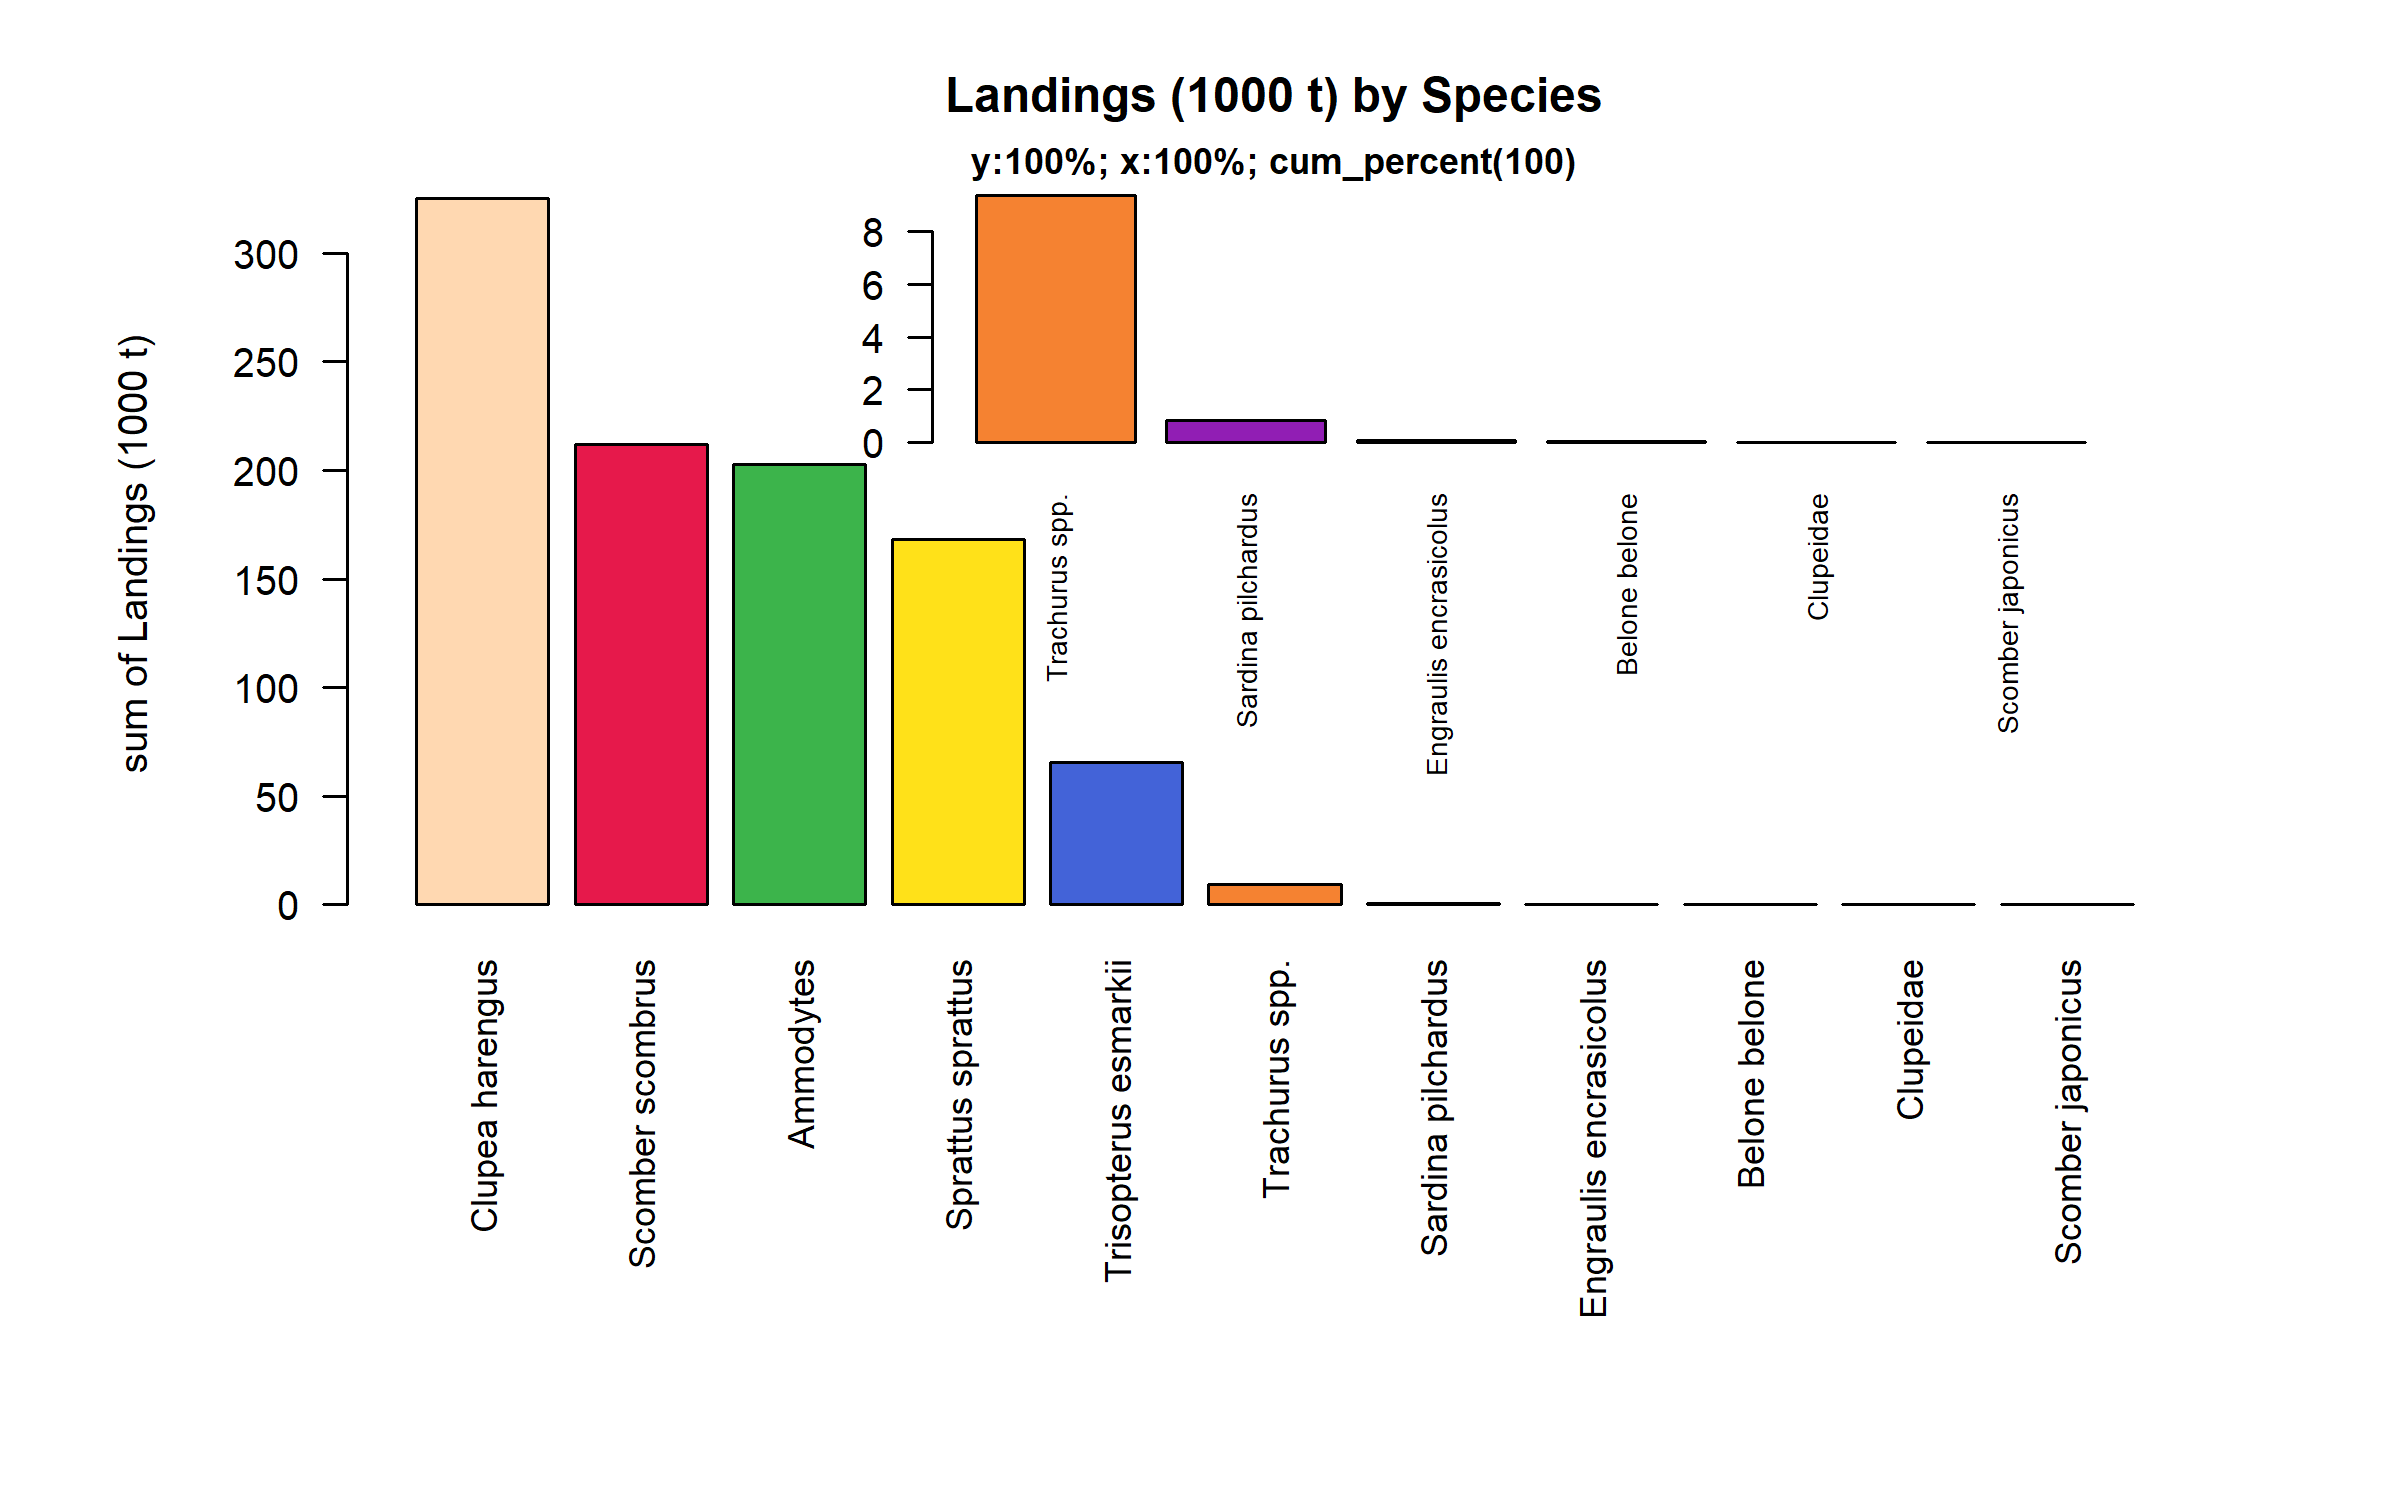 Landings (1000 t) by Species
y:100%; x:100%; cum_percent(100)
sum of Landings (1000 t)
300
250
200
150
100
50
0
8
6
4
2
0
Trachurus spp.
Sardina pilchardus
Engraulis encrasicolus
Belone belone
Clupeidae
Scomber japonicus
Clupea harengus
Scomber scombrus
Ammodytes
Sprattus sprattus
Trisopterus esmarkii
Trachurus spp.
Sardina pilchardus
Engraulis encrasicolus
Belone belone
Clupeidae
Scomber japonicus